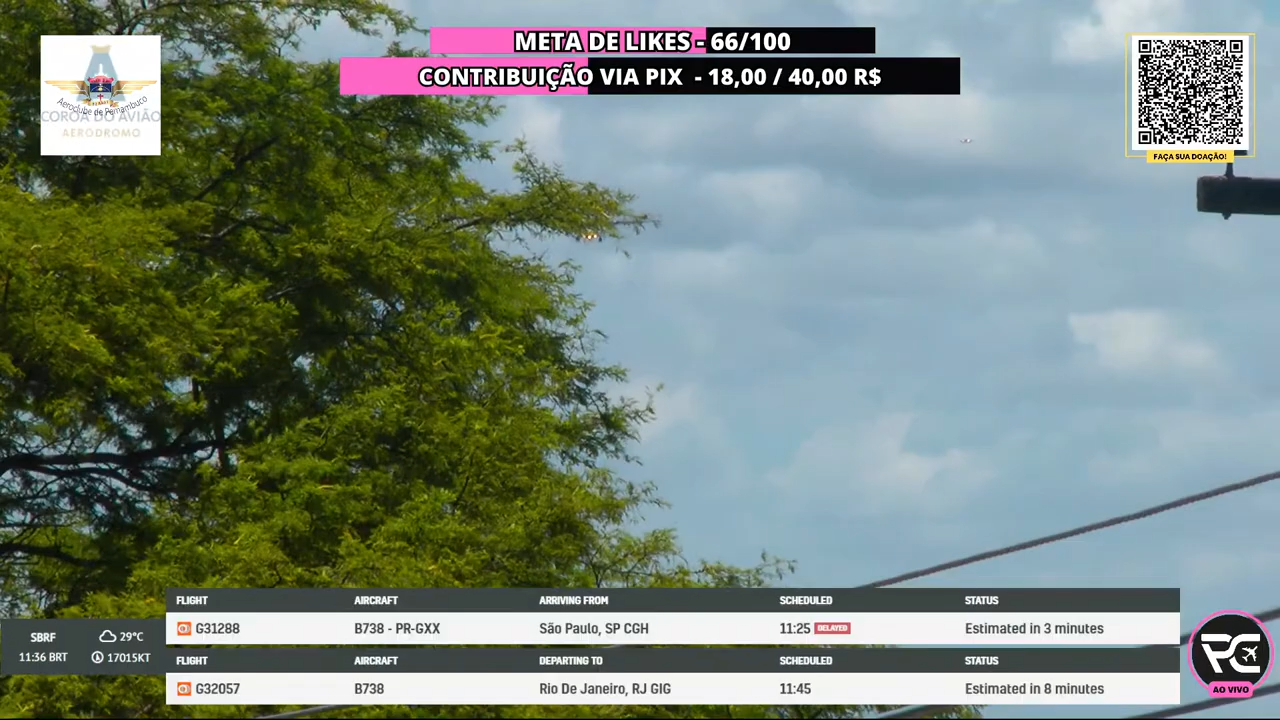 META DE LIKES - 66/100
CONTRIBUIÇÃO VIA PIX - 18,00 / 40,00 R$
Aeroclube de Pernambuco
COROA DO AVIÃO
AERODROMO
FAÇA SUA DOAÇÃO!
FLIGHT AIRCRAFT ARRIVING FROM SCHEDULED STATUS
G31288 B738 - PR-GXX São Paulo, SP CGH 11:25 DELAYED Estimated in 3 minutes
FLIGHT AIRCRAFT DEPARTING TO SCHEDULED STATUS
G32057 B738 Rio De Janeiro, RJ GIG 11:45 Estimated in 8 minutes
SBRF 29°C
11:36 BRT 17015KT
RC
AO VIVO